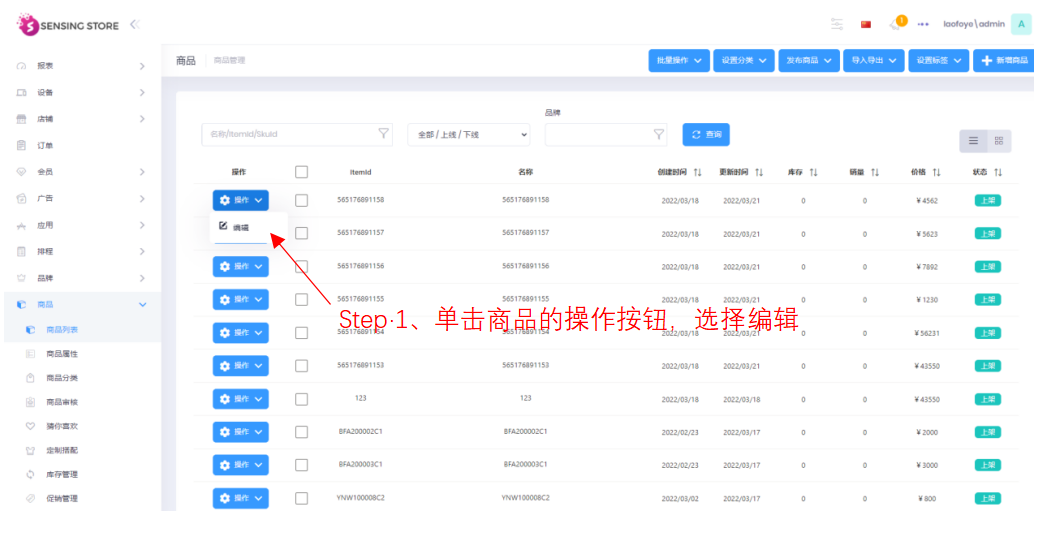 SENSING STORE
1
laofoye\admin
A
报表
设备
店铺
订单
会员
广告
应用
排程
品牌
商品
商品列表
商品属性
商品分类
商品审核
猜你喜欢
定制搭配
库存管理
促销管理
商品 商品管理
批量操作 设置分类 发布商品 导入导出 设置标签 新增商品
品牌
名称/ItemId/SkuId 全部/上线/下线 查询
操作 ItemId 名称 创建时间 更新时间 库存 销量 价格 状态
操作 565176891158 565176891158 2022/03/18 2022/03/21 0 0 ¥4562 上架
编辑 565176891157 565176891157 2022/03/18 2022/03/21 0 0 ¥5623 上架
操作 565176891156 565176891156 2022/03/18 2022/03/21 0 0 ¥7892 上架
操作 565176891155 565176891155 2022/03/18 2022/03/21 0 0 ¥1230 上架
Step·1、单击商品的操作按钮，选择编辑
操作 565176891154 565176891154 2022/03/18 2022/03/21 0 0 ¥56231 上架
操作 565176891153 565176891153 2022/03/18 2022/03/21 0 0 ¥43550 上架
操作 123 123 2022/03/18 2022/03/18 0 0 ¥43550 上架
操作 BFA200002C1 BFA200002C1 2022/02/23 2022/03/17 0 0 ¥2000 上架
操作 BFA200003C1 BFA200003C1 2022/02/23 2022/03/17 0 0 ¥3000 上架
操作 YNW100008C2 YNW100008C2 2022/03/02 2022/03/17 0 0 ¥800 上架